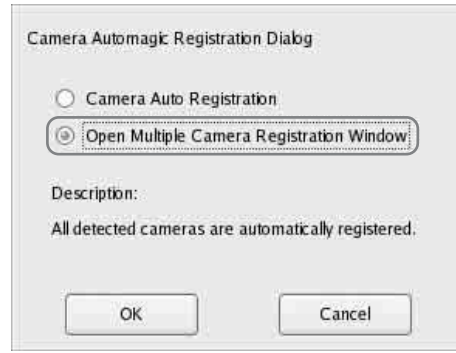 Camera Automagic Registration Dialog
Camera Auto Registration
Open Multiple Camera Registration Window
Description:
All detected cameras are automatically registered.
OK
Cancel